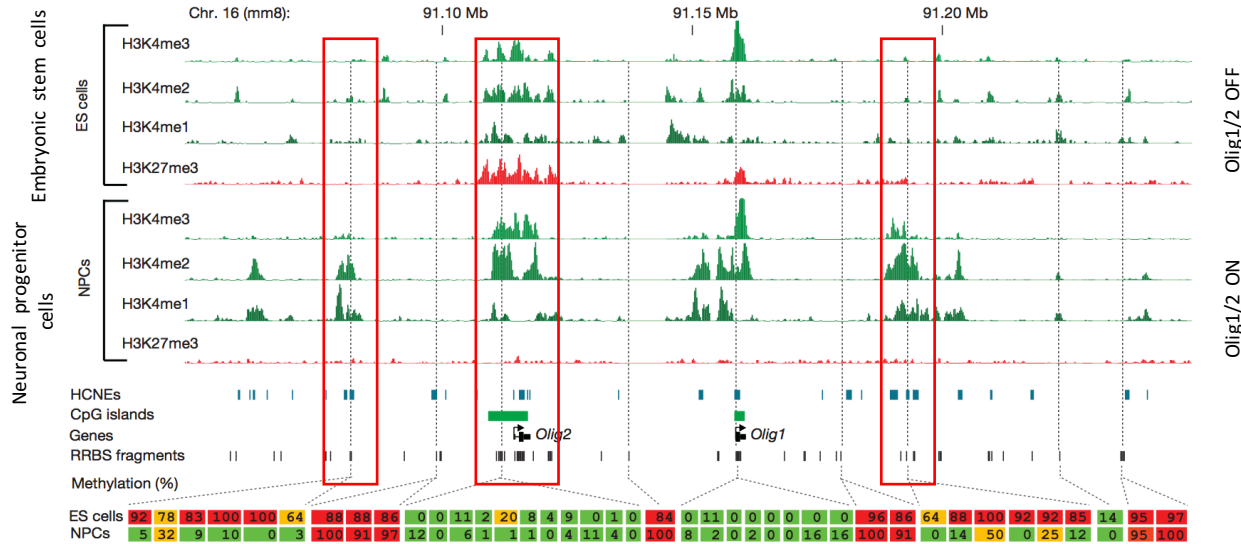 Chr. 16 (mm8):
91.10 Mb
91.15 Mb
91.20 Mb
Embryonic stem cells
ES cells
H3K4me3
H3K4me2
H3K4me1
H3K27me3
Olig1/2 OFF
Neuronal progenitor
cells
NPCs
H3K4me3
H3K4me2
H3K4me1
H3K27me3
Olig1/2 ON
HCNEs
CpG islands
Genes Olig2 Olig1
RRBS fragments
Methylation (%)
ES cells 92 78 83 100 100 64 88 88 86 0 0 11 2 20 8 4 9 0 1 0 84 0 11 0 0 0 0 0 96 86 64 88 100 92 92 85 14 95 97
NPCs 5 32 9 10 0 3 100 91 97 12 0 6 1 1 1 0 4 11 4 0 100 8 2 0 2 0 16 16 100 91 0 14 50 0 25 12 0 95 100